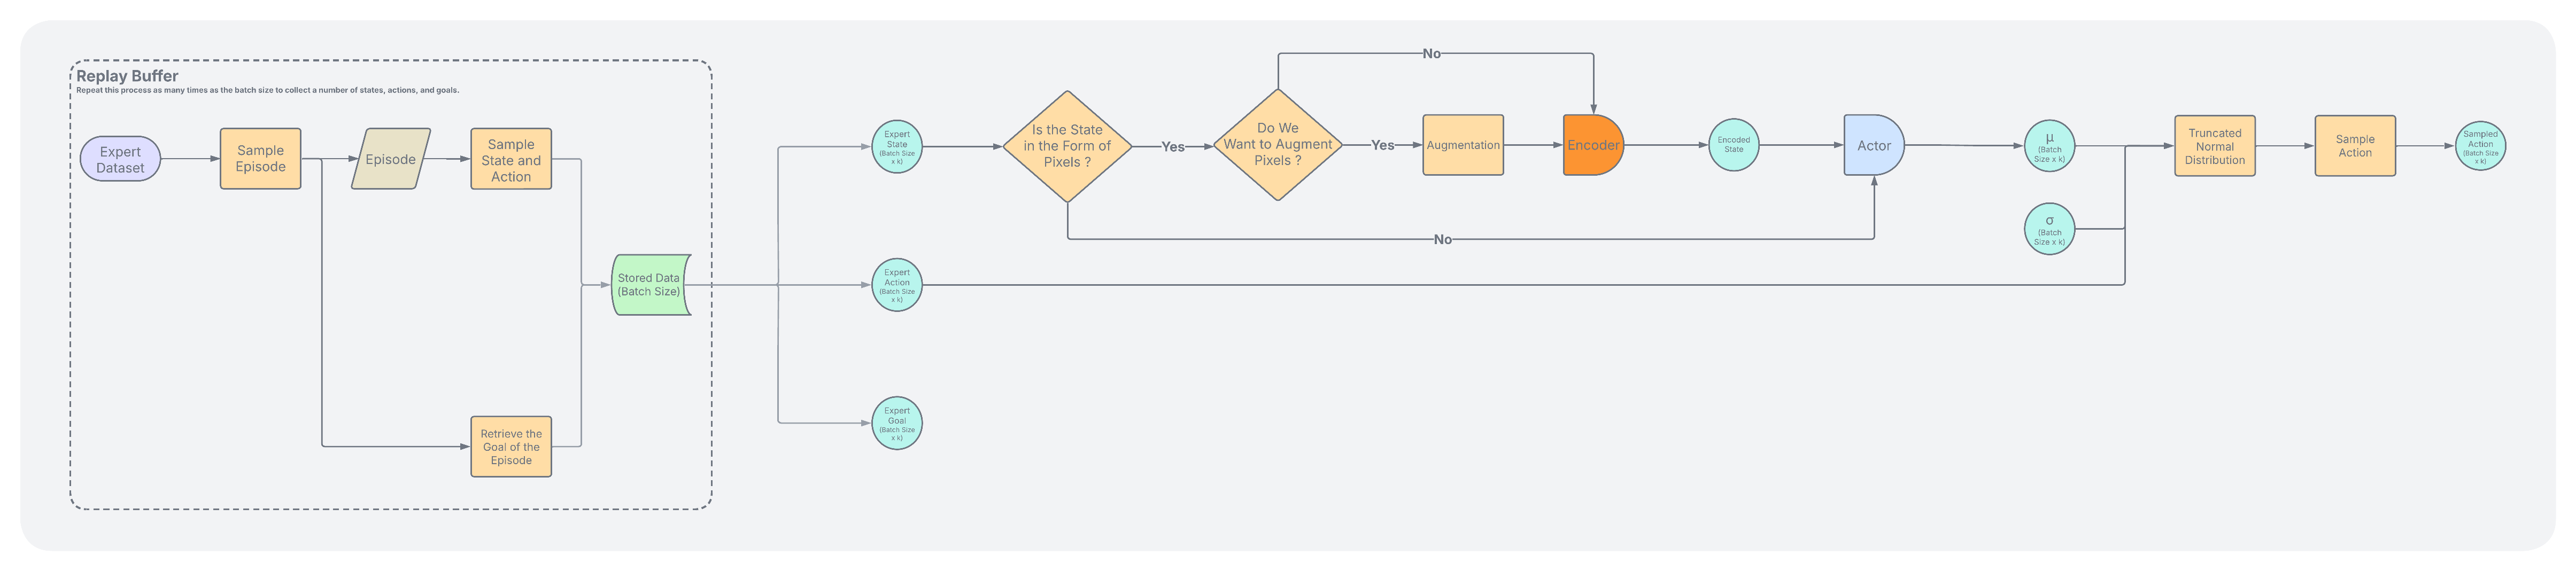 Replay Buffer
Repeat this process as many times as the batch size to collect a number of states, actions, and goals.
Expert
Dataset
Sample
Episode
Episode
Sample
State and
Action
Retrieve the
Goal of the
Episode
Stored Data
(Batch Size)
Expert
State
(Batch Size
x k)
Expert
Action
(Batch Size
x k)
Expert
Goal
(Batch Size
x k)
Is the State
in the Form of
Pixels ?
Yes
No
Do We
Want to Augment
Pixels ?
Yes
No
Augmentation
Encoder
Encoded
State
Actor
μ
(Batch
Size x k)
σ
(Batch
Size x k)
Truncated
Normal
Distribution
Sample
Action
Sampled
Action
(Batch Size
x k)